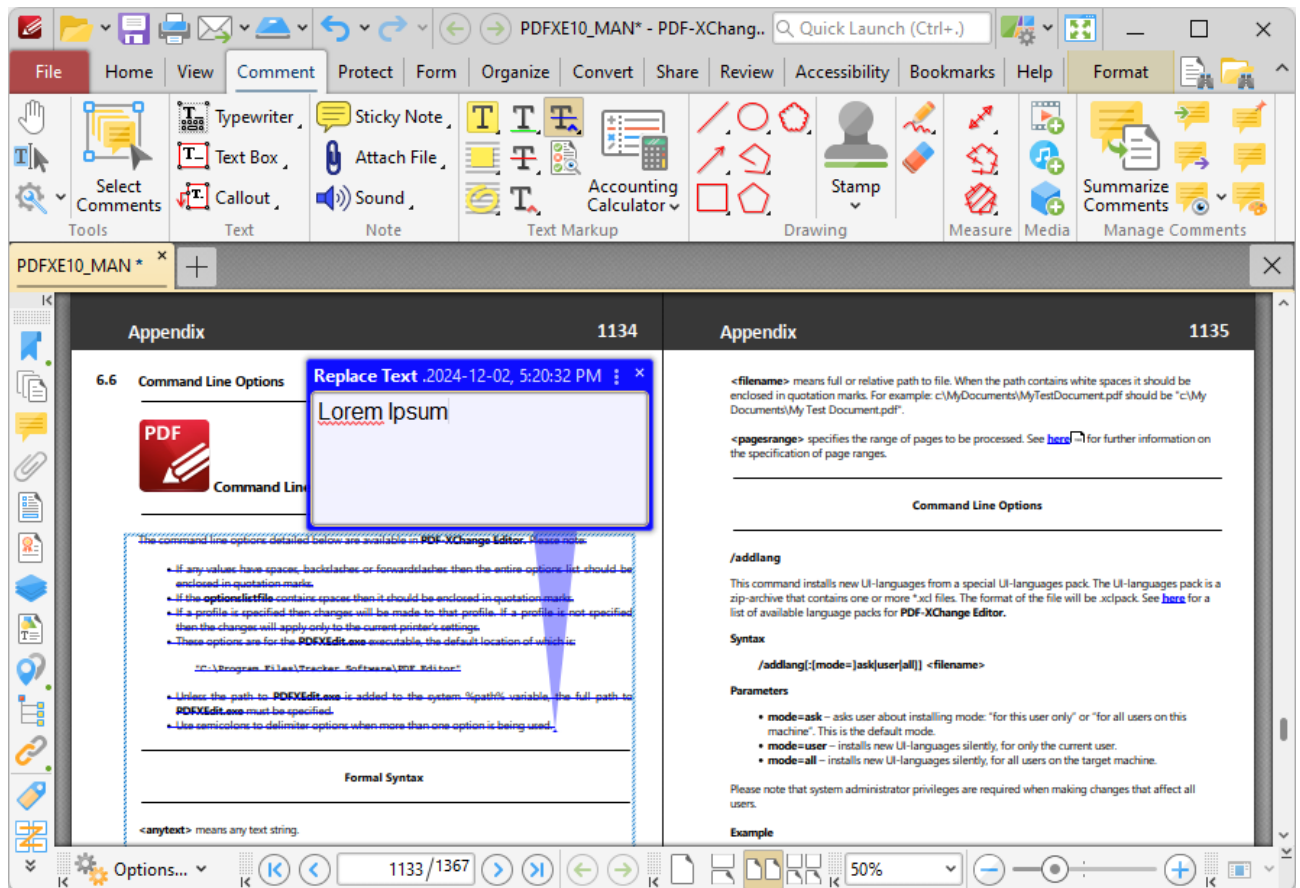 PDFXE10_MAN* - PDF-XChang..
Quick Launch (Ctrl+.)
File Home View Comment Protect Form Organize Convert Share Review Accessibility Bookmarks Help Format
Select
Comments
Tools
Typewriter
Text Box
Callout
Text
Sticky Note
Attach File
Sound
Note
Accounting
Calculator
Text Markup
Drawing
Stamp
Measure
Media
Summarize
Comments
Manage Comments
PDFXE10_MAN *
Appendix 1134
6.6 Command Line Options
Replace Text .2024-12-02, 5:20:32 PM
Lorem Ipsum
PDF
Command Lin
The command line options detailed below are available in PDF-XChange Editor. Please note:
• If any values have spaces, backslashes or forwardslashes then the entire options list should be
enclosed in quotation marks.
• If the optionslistfile contains spaces then it should be enclosed in quotation marks.
• If a profile is specified then changes will be made to that profile. If a profile is not specified
then the changes will apply only to the current printer's settings.
• These options are for the PDFXEdit.exe executable, the default location of which is:
"C:\Program Files\Tracker Software\PDF Editor"
• Unless the path to PDFXEdit.exe is added to the system %path% variable, the full path to
PDFXEdit.exe must be specified.
• Use semicolons to delimiter options when more than one option is being used.
Formal Syntax
<anytext> means any text string.
Appendix 1135
<filename> means full or relative path to file. When the path contains white spaces it should be
enclosed in quotation marks. For example: c:\MyDocuments\MyTestDocument.pdf should be "c:\My
Documents\My Test Document.pdf".
<pagesrange> specifies the range of pages to be processed. See here for further information on
the specification of page ranges.
Command Line Options
/addlang
This command installs new UI-languages from a special UI-languages pack. The UI-languages pack is a
zip-archive that contains one or more *.xcl files. The format of the file will be .xclpack. See here for a
list of available language packs for PDF-XChange Editor.
Syntax
/addlang[:[mode=]ask|user|all]] <filename>
Parameters
• mode=ask – asks user about installing mode: "for this user only" or "for all users on this
machine". This is the default mode.
• mode=user – installs new UI-languages silently, for only the current user.
• mode=all – installs new UI-languages silently, for all users on the target machine.
Please note that system administrator privileges are required when making changes that affect all
users.
Example
Options... 1133/1367 50%